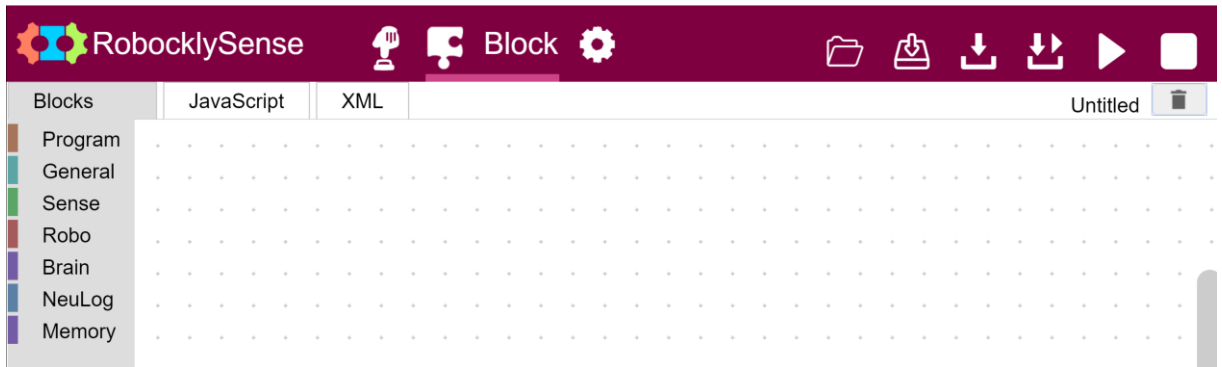 RobocklySense
Block
Blocks
JavaScript
XML
Untitled
Program
General
Sense
Robo
Brain
NeuLog
Memory